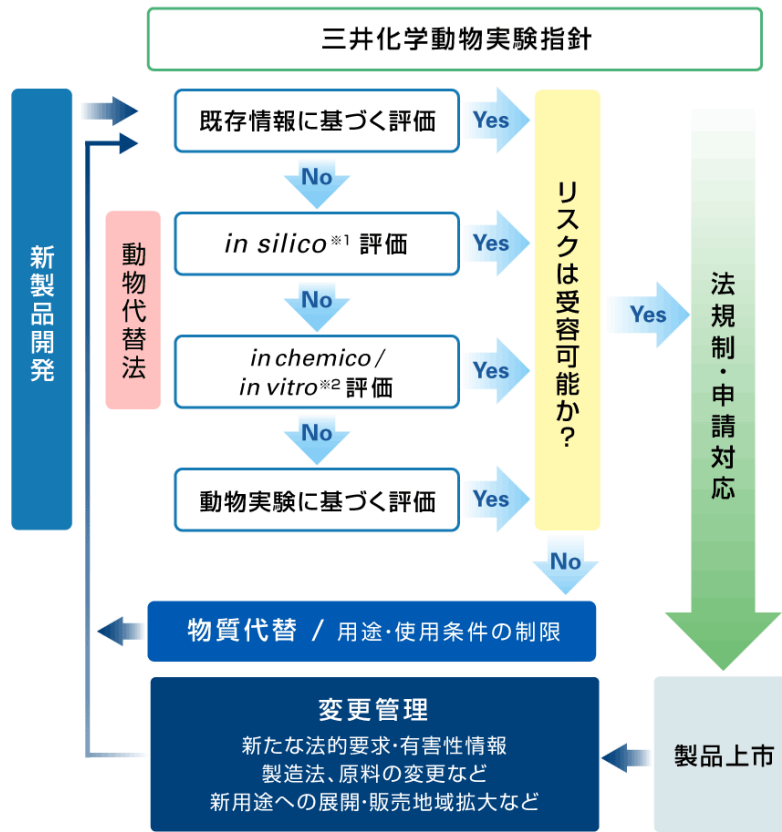 三井化学動物実験指針
新製品開発
既存情報に基づく評価
Yes
No
動物代替法
in silico※1 評価
Yes
No
in chemico /
in vitro※2 評価
Yes
No
動物実験に基づく評価
Yes
リスクは受容可能か?
Yes
No
法規制・申請対応
物質代替 / 用途・使用条件の制限
変更管理
新たな法的要求・有害性情報
製造法、原料の変更など
新用途への展開・販売地域拡大など
製品上市